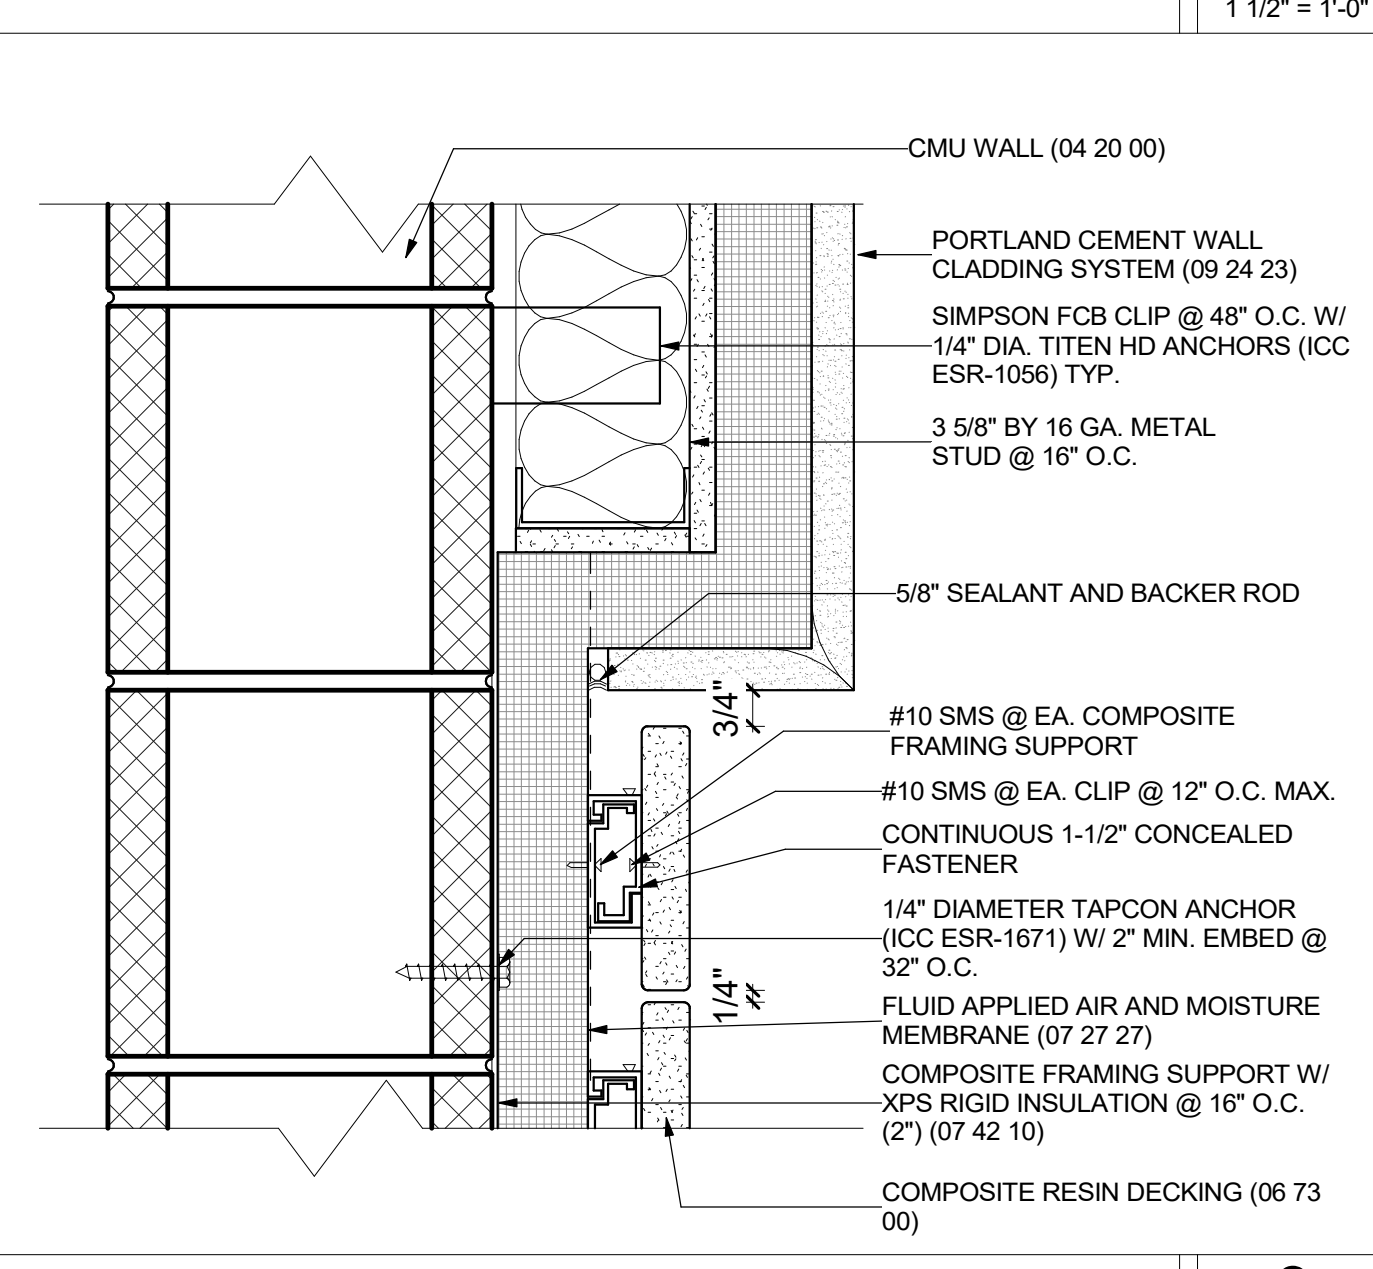 1 1/2" = 1'-0"
CMU WALL (04 20 00)
PORTLAND CEMENT WALL
CLADDING SYSTEM (09 24 23)
SIMPSON FCB CLIP @ 48" O.C. W/
1/4" DIA. TITEN HD ANCHORS (ICC
ESR-1056) TYP.
3 5/8" BY 16 GA. METAL
STUD @ 16" O.C.
5/8" SEALANT AND BACKER ROD
3/4"
#10 SMS @ EA. COMPOSITE
FRAMING SUPPORT
#10 SMS @ EA. CLIP @ 12" O.C. MAX.
CONTINUOUS 1-1/2" CONCEALED
FASTENER
1/4" DIAMETER TAPCON ANCHOR
(ICC ESR-1671) W/ 2" MIN. EMBED @
32" O.C.
1/4"
FLUID APPLIED AIR AND MOISTURE
MEMBRANE (07 27 27)
COMPOSITE FRAMING SUPPORT W/
XPS RIGID INSULATION @ 16" O.C.
(2") (07 42 10)
COMPOSITE RESIN DECKING (06 73
00)